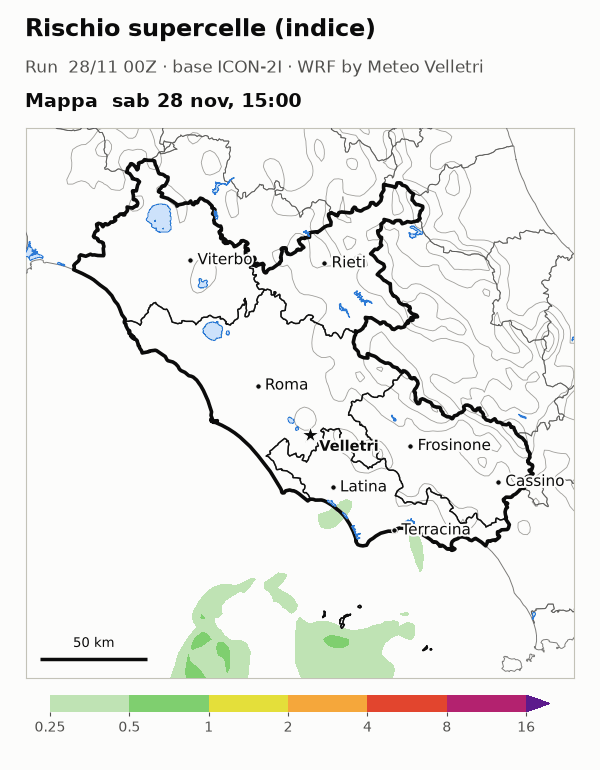 Rischio supercelle (indice)
Run  28/11 00Z · base ICON-2I · WRF by Meteo Velletri
Mappa  sab 28 nov, 15:00
Viterbo
Rieti
Roma
Velletri
Frosinone
Cassino
Latina
Terracina
50 km
0.25 0.5 1 2 4 8 16